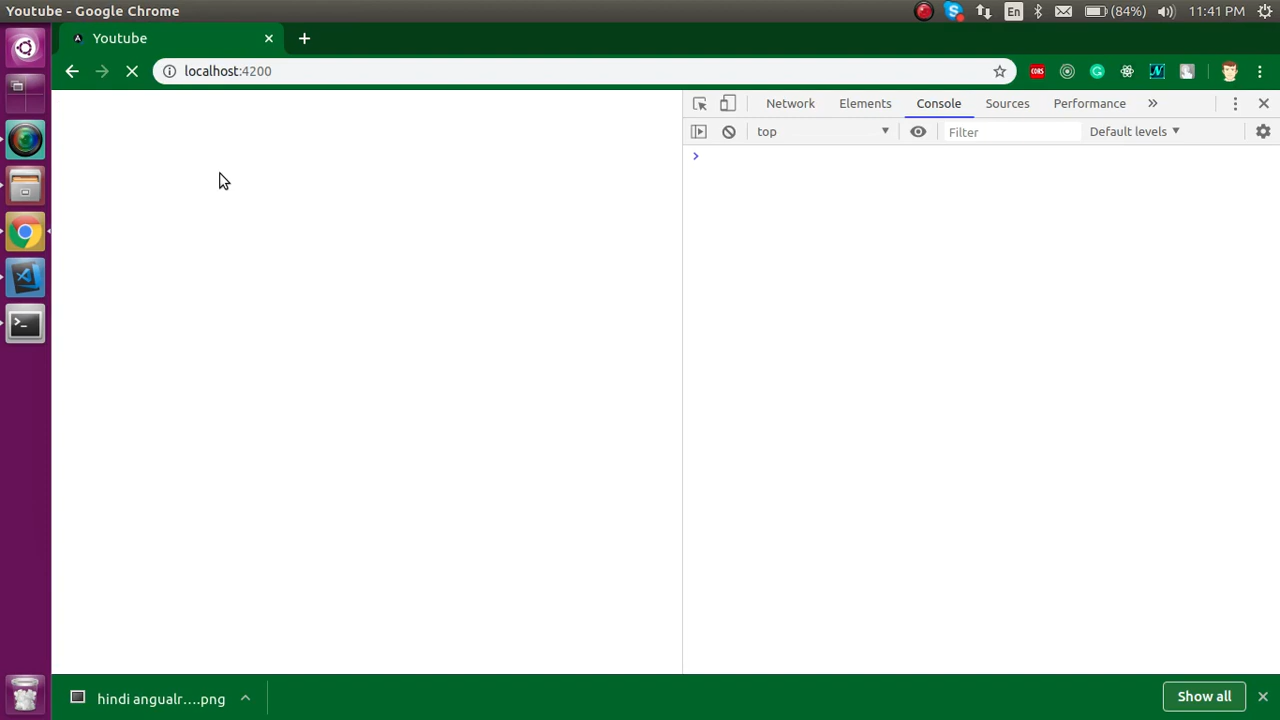 Youtube - Google Chrome
En
(84%)
11:41 PM
Youtube
localhost:4200
CORS
N
Network
Elements
Console
Sources
Performance
top
Filter
Default levels
hindi angualr....png
Show all